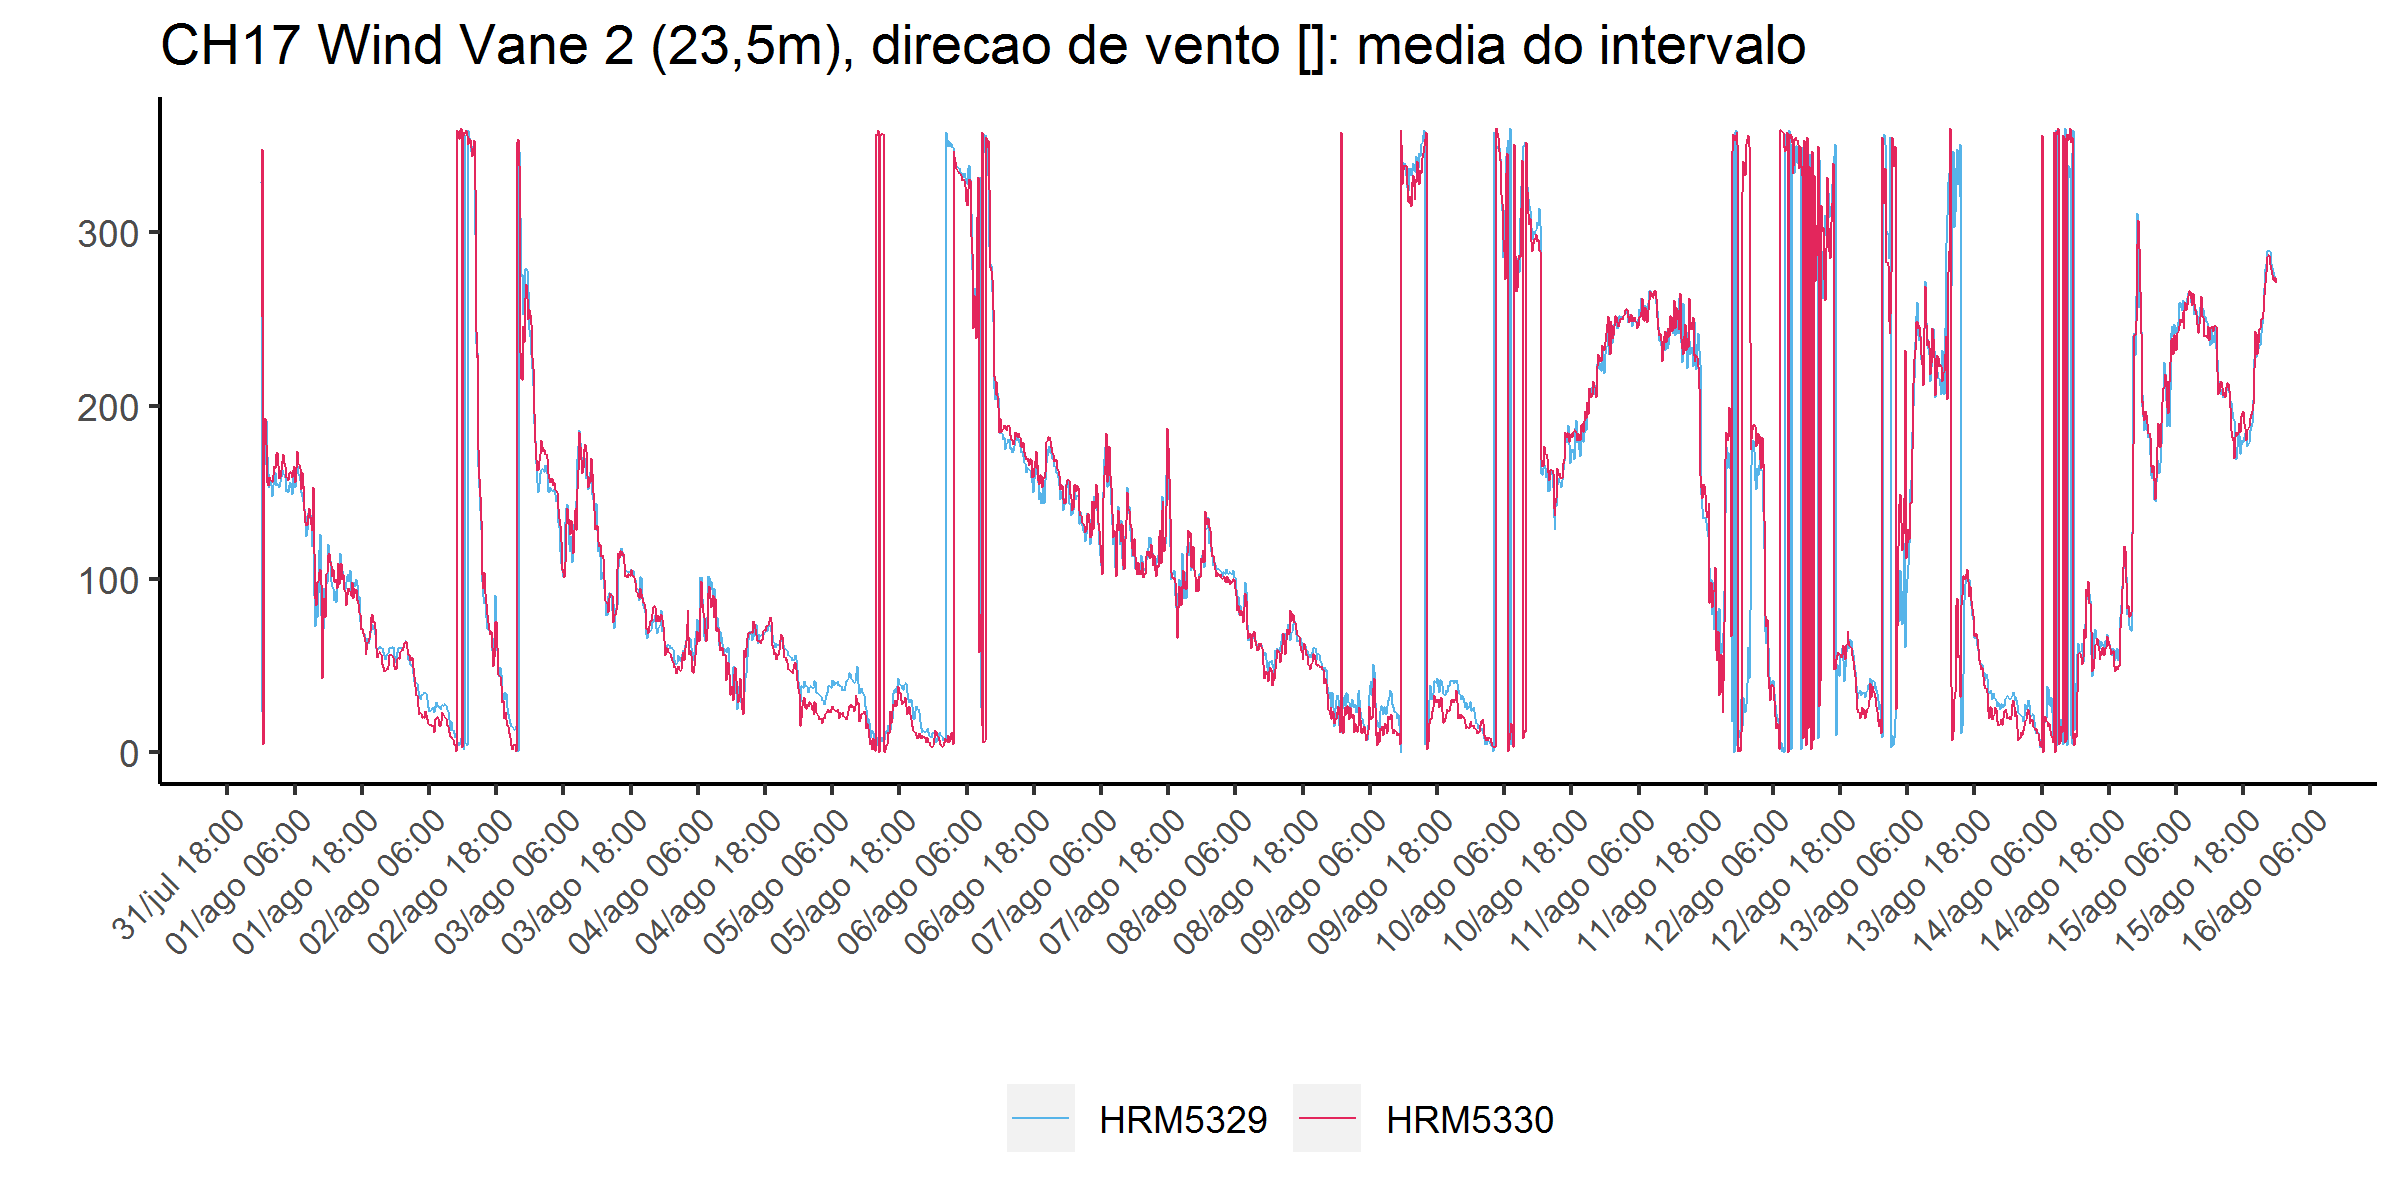 CH17 Wind Vane 2 (23,5m), direcao de vento []: media do intervalo
300
200
100
0
31/jul 18:00
01/ago 06:00
01/ago 18:00
02/ago 06:00
02/ago 18:00
03/ago 06:00
03/ago 18:00
04/ago 06:00
04/ago 18:00
05/ago 06:00
05/ago 18:00
06/ago 06:00
06/ago 18:00
07/ago 06:00
07/ago 18:00
08/ago 06:00
08/ago 18:00
09/ago 06:00
09/ago 18:00
10/ago 06:00
10/ago 18:00
11/ago 06:00
11/ago 18:00
12/ago 06:00
12/ago 18:00
13/ago 06:00
13/ago 18:00
14/ago 06:00
14/ago 18:00
15/ago 06:00
15/ago 18:00
16/ago 06:00
HRM5329
HRM5330